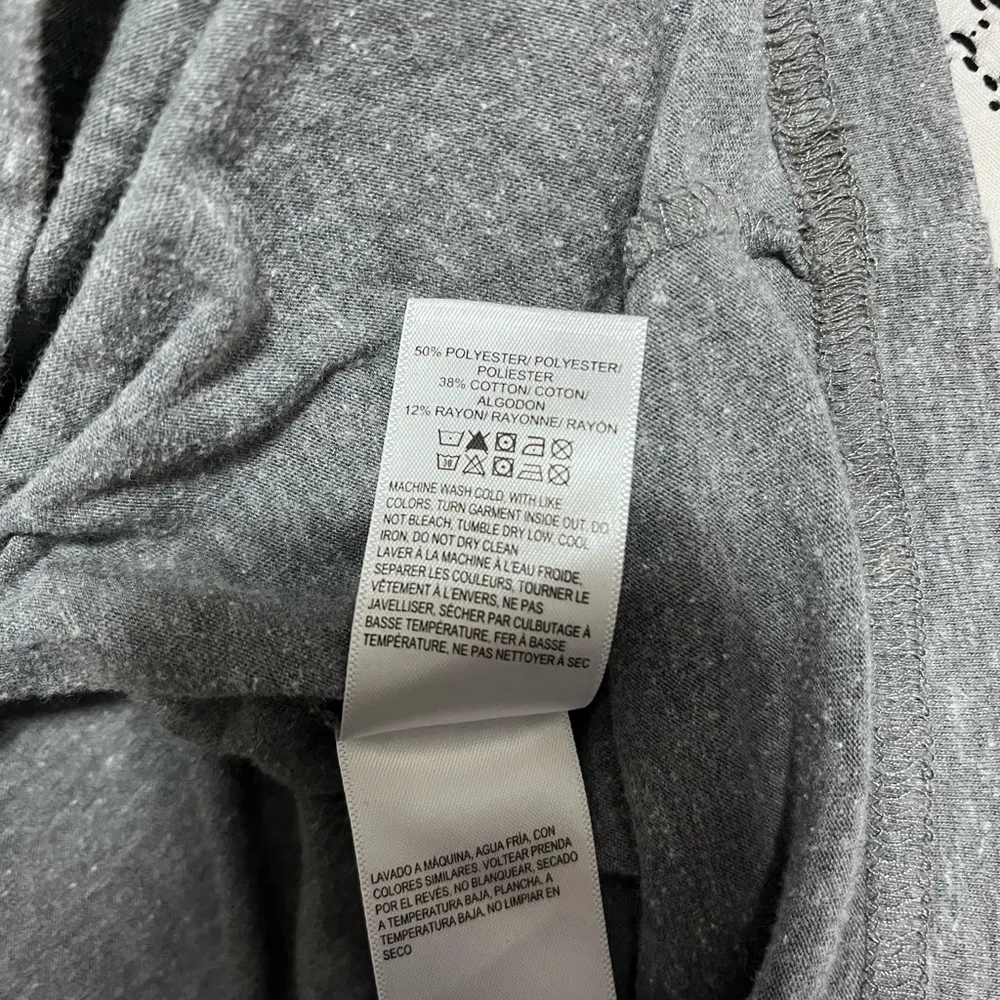 50% POLYESTER/ POLYESTER/
POLIESTER
38% COTTON/ COTON/
ALGODON
12% RAYON/ RAYONNE/ RAYÓN
30
MACHINE WASH COLD, WITH LIKE
COLORS, TURN GARMENT INSIDE OUT, DO
NOT BLEACH, TUMBLE DRY LOW, COOL
IRON, DO NOT DRY CLEAN
LAVER À LA MACHINE À L'EAU FROIDE,
SEPARER LES COULEURS, TOURNER LE
VÊTEMENT À L'ENVERS, NE PAS
JAVELLISER, SÉCHER PAR CULBUTAGE À
BASSE TEMPÉRATURE, FER À BASSE
TEMPÉRATURE, NE PAS NETTOYER À SEC
LAVADO A MÁQUINA, AGUA FRÍA, CON
COLORES SIMILARES, VOLTEAR PRENDA
POR EL REVÉS, NO BLANQUEAR, SECADO
A TEMPERATURA BAJA, PLANCHA, A
TEMPERATURA BAJA, NO LIMPIAR EN
SECO